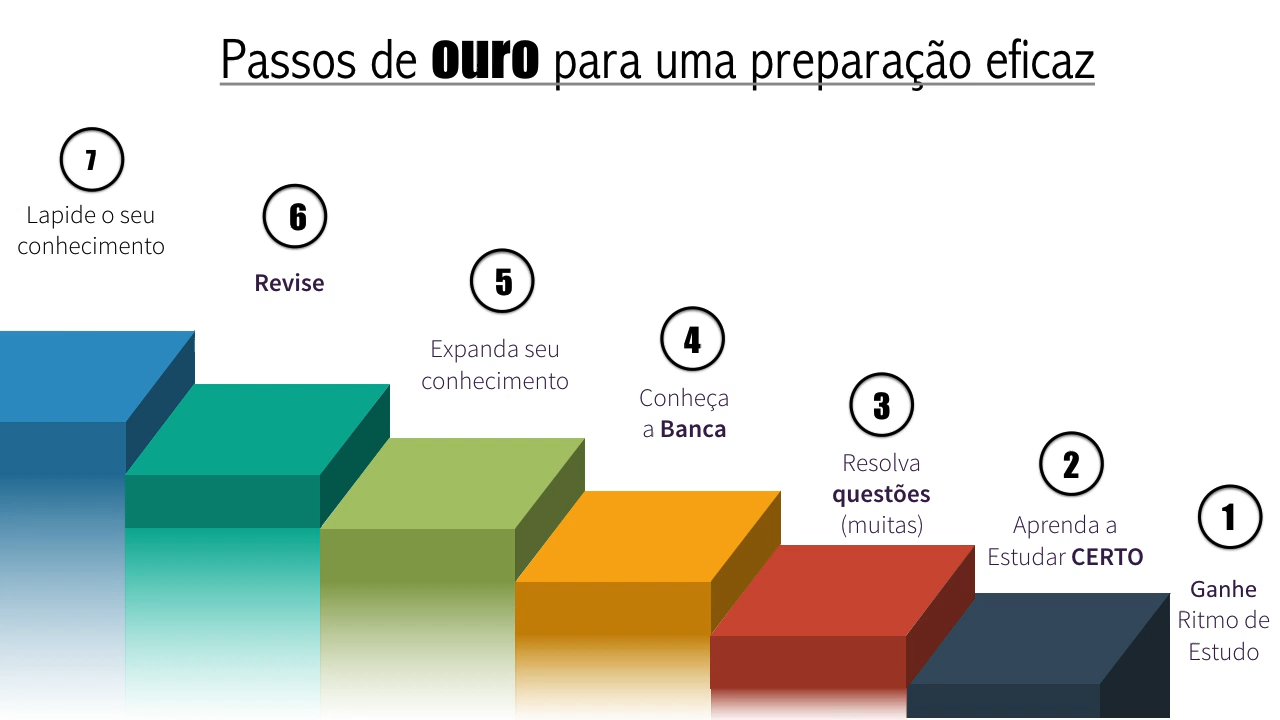 Passos de ouro para uma preparação eficaz
7
Lapide o seu
conhecimento
6
Revise
5
Expanda seu
conhecimento
4
Conheça
a Banca
3
Resolva
questões
(muitas)
2
Aprenda a
Estudar CERTO
1
Ganhe
Ritmo de
Estudo